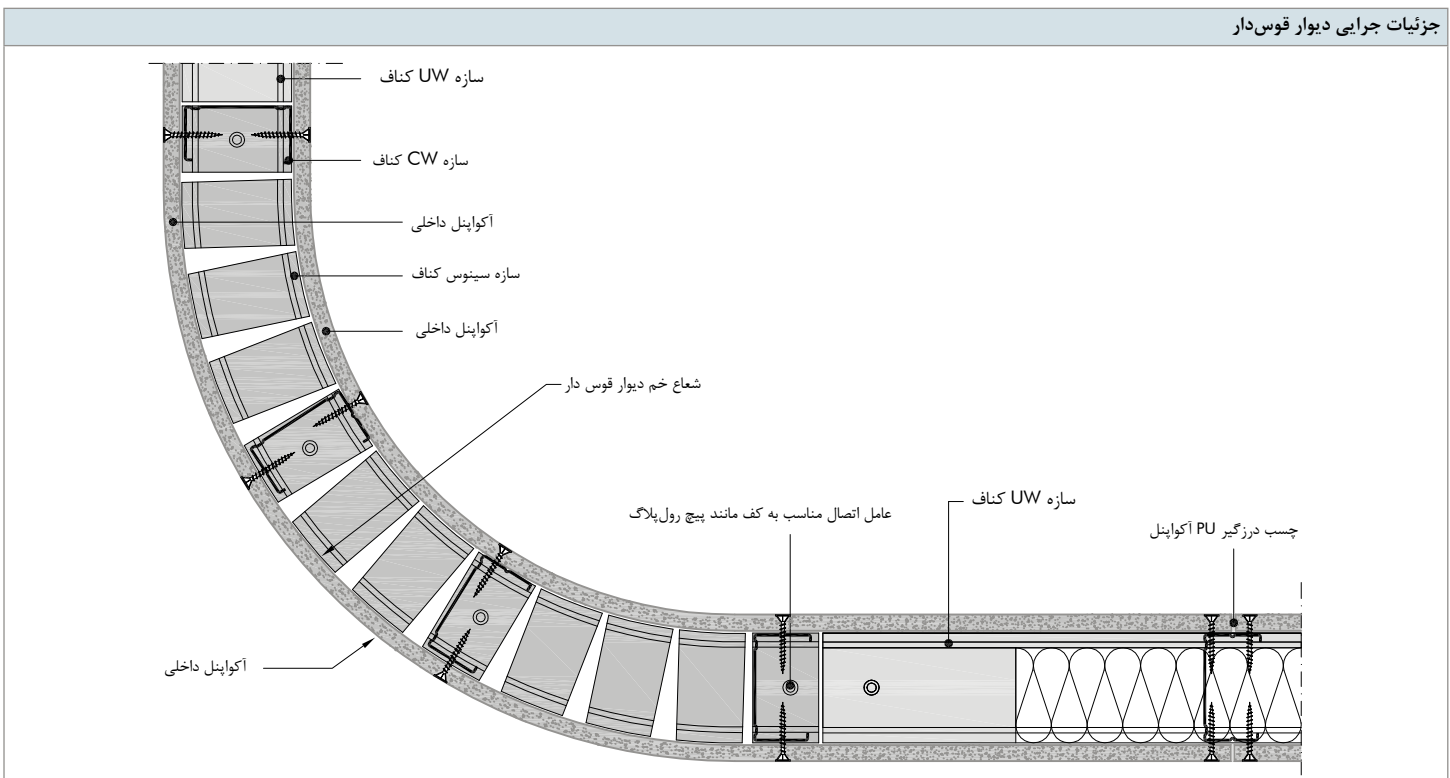 جزئیات جرایی دیوار قوس‌دار
سازه UW کناف
سازه CW کناف
آکواپنل داخلی
سازه سینوس کناف
آکواپنل داخلی
شعاع خم دیوار قوس دار
سازه UW کناف
عامل اتصال مناسب به کف مانند پیچ رول‌پلاگ
چسب درزگیر PU آکواپنل
آکواپنل داخلی